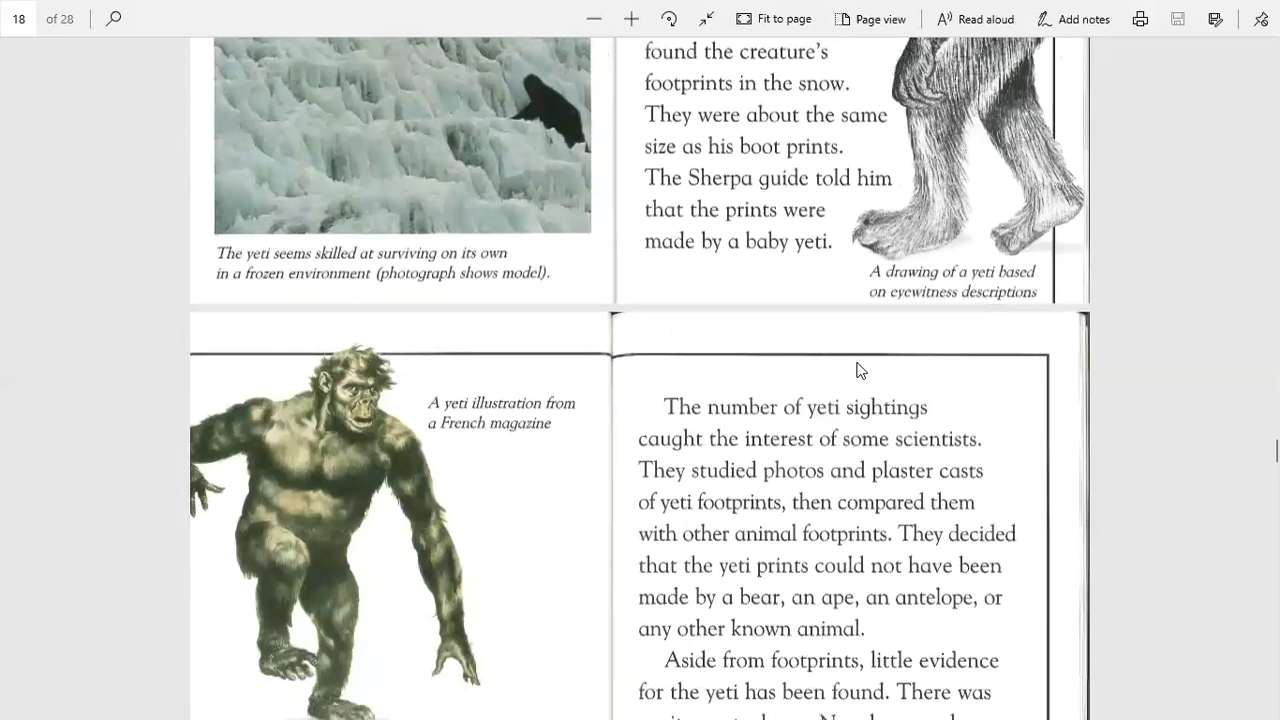 18 of 28 Fit to page Page view Read aloud Add notes
found the creature's
footprints in the snow.
They were about the same
size as his boot prints.
The Sherpa guide told him
that the prints were
made by a baby yeti.
The yeti seems skilled at surviving on its own
in a frozen environment (photograph shows model).
A drawing of a yeti based
on eyewitness descriptions
A yeti illustration from
a French magazine
The number of yeti sightings
caught the interest of some scientists.
They studied photos and plaster casts
of yeti footprints, then compared them
with other animal footprints. They decided
that the yeti prints could not have been
made by a bear, an ape, an antelope, or
any other known animal.
Aside from footprints, little evidence
for the yeti has been found. There was